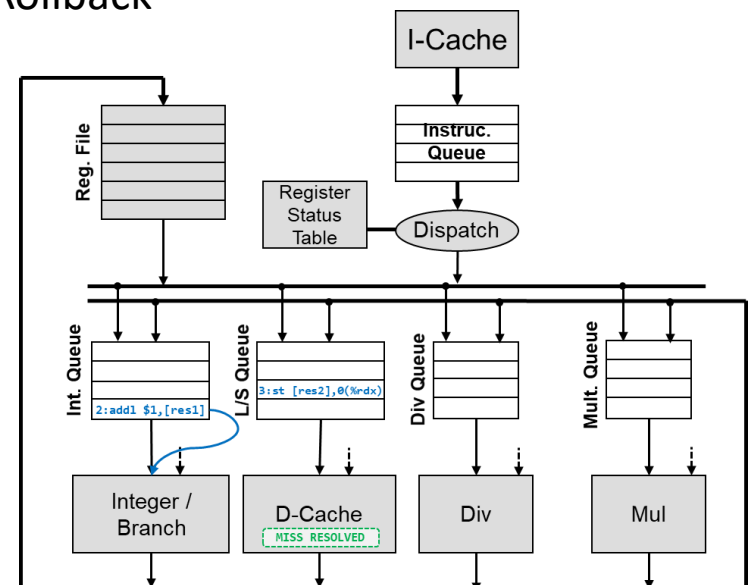 Rollback
I-Cache
Instruc.
Queue
Reg. File
Register
Status
Table
Dispatch
Int. Queue
2:addl $1,[res1]
L/S Queue
3:st [res2],0(%rdx)
Div Queue
Mult. Queue
Integer /
Branch
D-Cache
MISS RESOLVED
Div
Mul